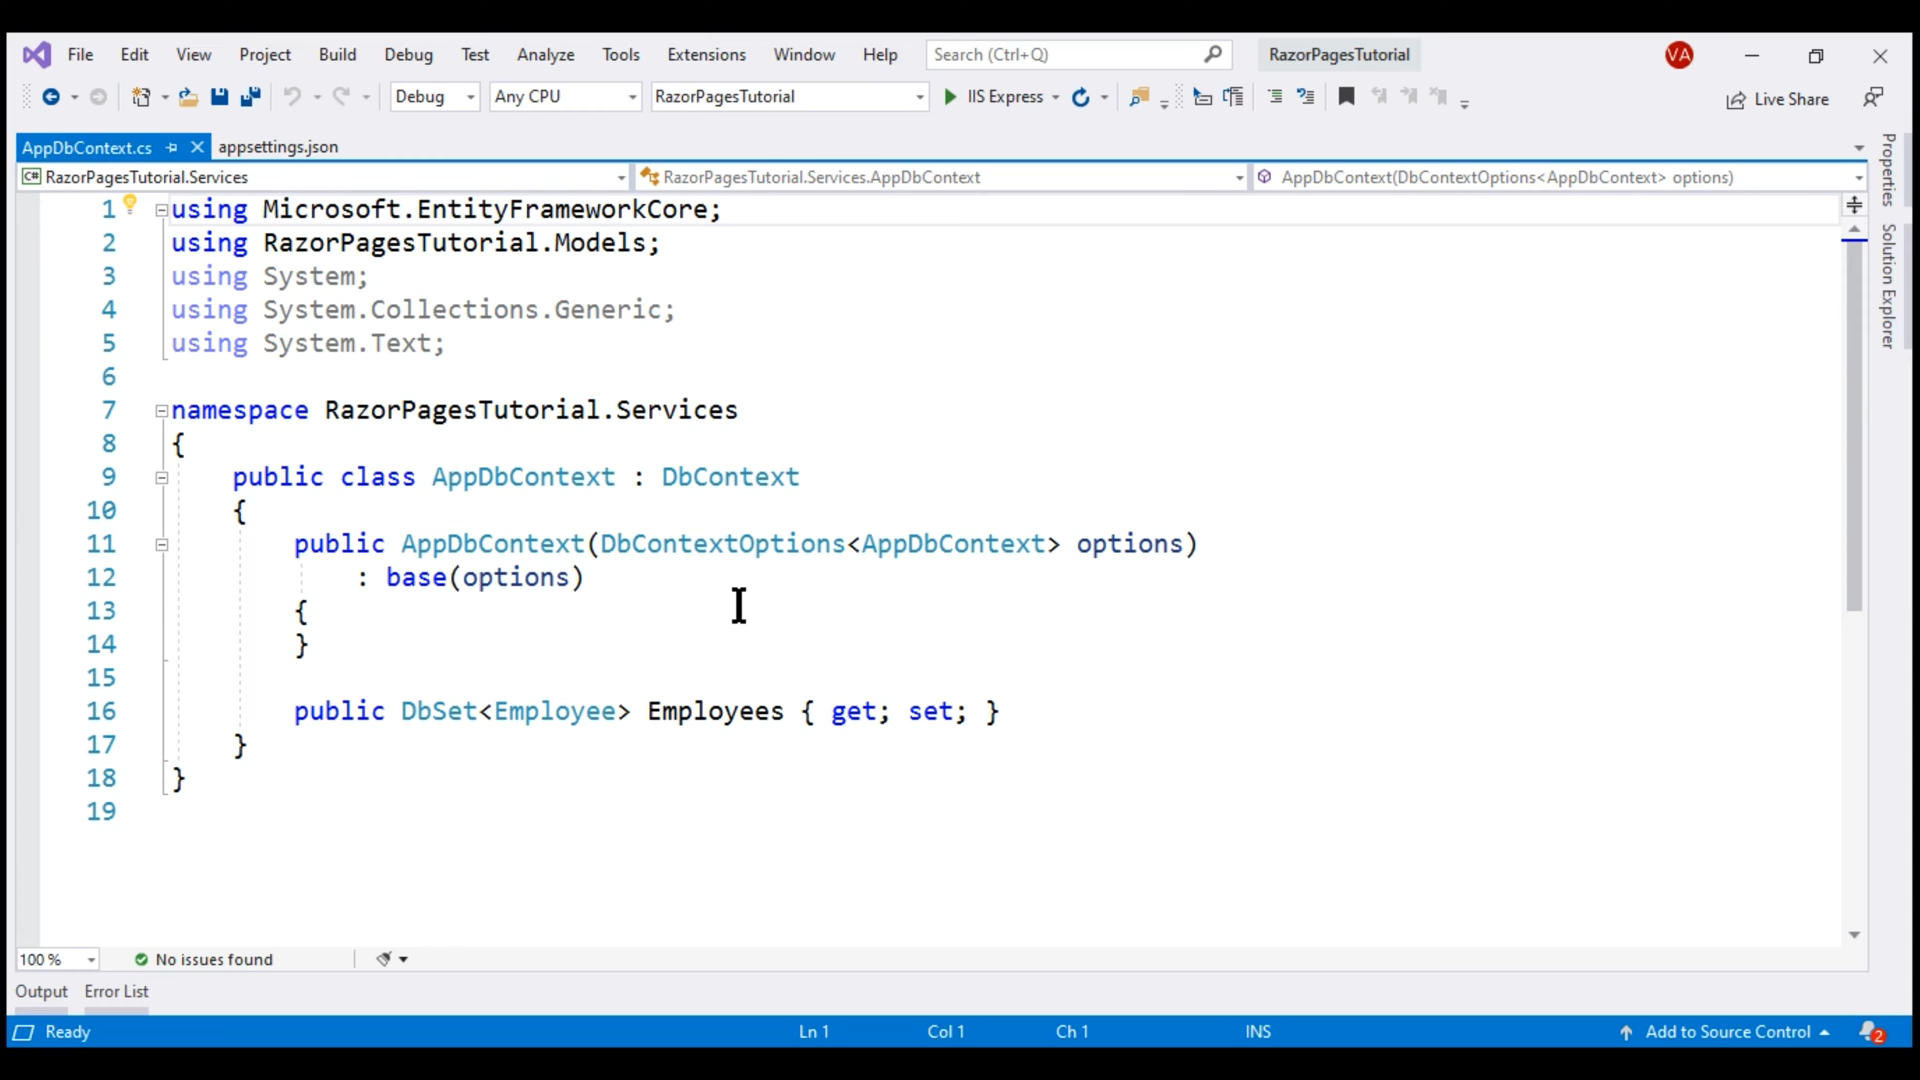 File Edit View Project Build Debug Test Analyze Tools Extensions Window Help Search (Ctrl+Q) RazorPagesTutorial VA
Debug Any CPU RazorPagesTutorial IIS Express Live Share
AppDbContext.cs appsettings.json
C# RazorPagesTutorial.Services RazorPagesTutorial.Services.AppDbContext AppDbContext(DbContextOptions<AppDbContext> options)
1 using Microsoft.EntityFrameworkCore;
2 using RazorPagesTutorial.Models;
3 using System;
4 using System.Collections.Generic;
5 using System.Text;
6
7 namespace RazorPagesTutorial.Services
8 {
9 public class AppDbContext : DbContext
10 {
11 public AppDbContext(DbContextOptions<AppDbContext> options)
12 : base(options)
13 {
14 }
15
16 public DbSet<Employee> Employees { get; set; }
17 }
18 }
19
Properties
Solution Explorer
100 % No issues found
Output Error List
Ready Ln 1 Col 1 Ch 1 INS Add to Source Control 2